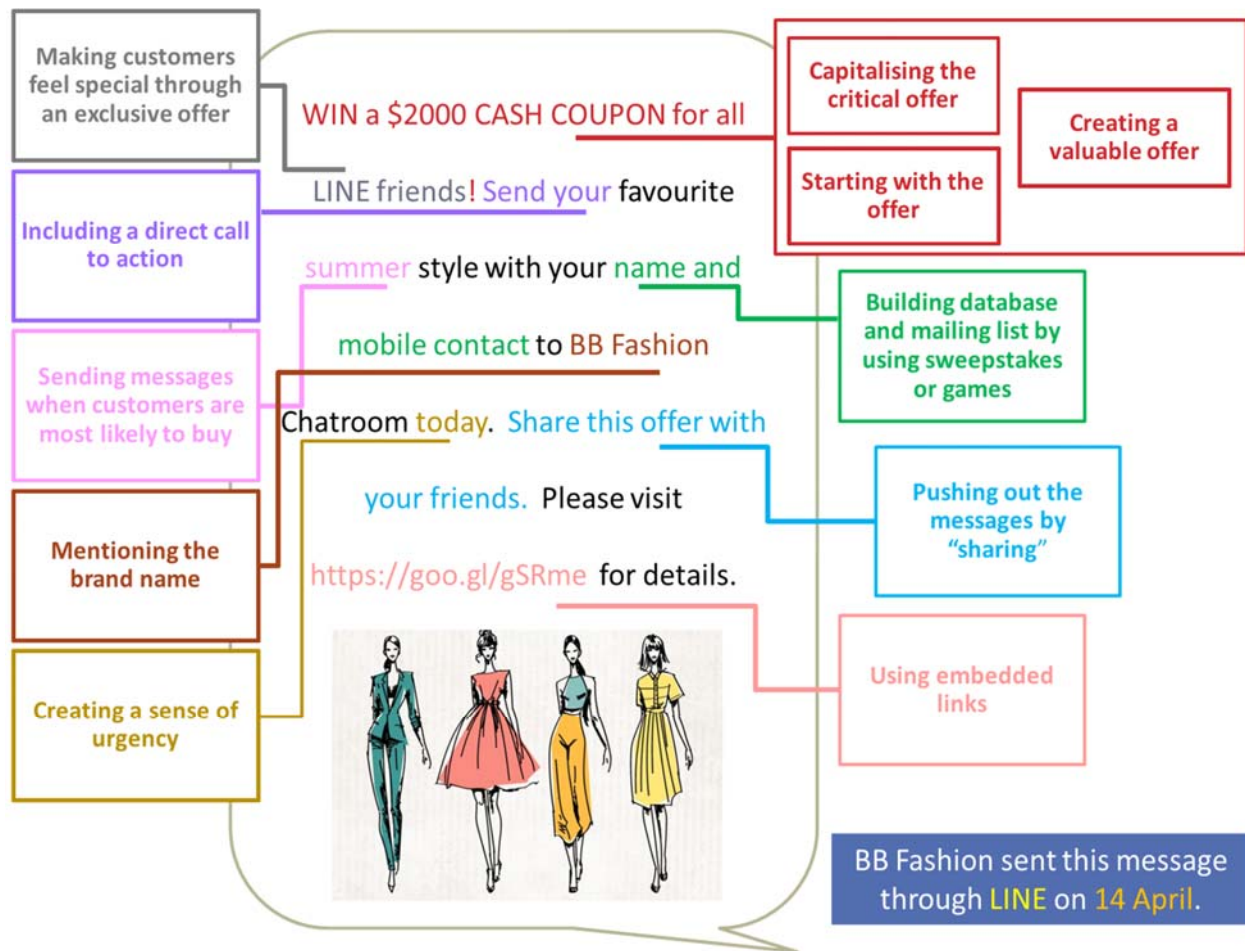 Making customers
feel special through
an exclusive offer
Including a direct call
to action
Sending messages
when customers are
most likely to buy
Mentioning the
brand name
Creating a sense of
urgency
WIN a $2000 CASH COUPON for all
LINE friends! Send your favourite
summer style with your name and
mobile contact to BB Fashion
Chatroom today. Share this offer with
your friends. Please visit
https://goo.gl/gSRme for details.
Capitalising the
critical offer
Starting with the
offer
Creating a
valuable offer
Building database
and mailing list by
using sweepstakes
or games
Pushing out the
messages by
“sharing”
Using embedded
links
BB Fashion sent this message
through LINE on 14 April.